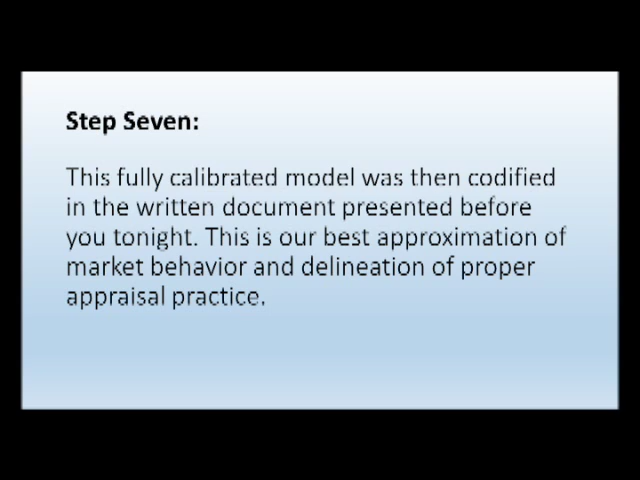 Step Seven:
This fully calibrated model was then codified
in the written document presented before
you tonight. This is our best approximation of
market behavior and delineation of proper
appraisal practice.